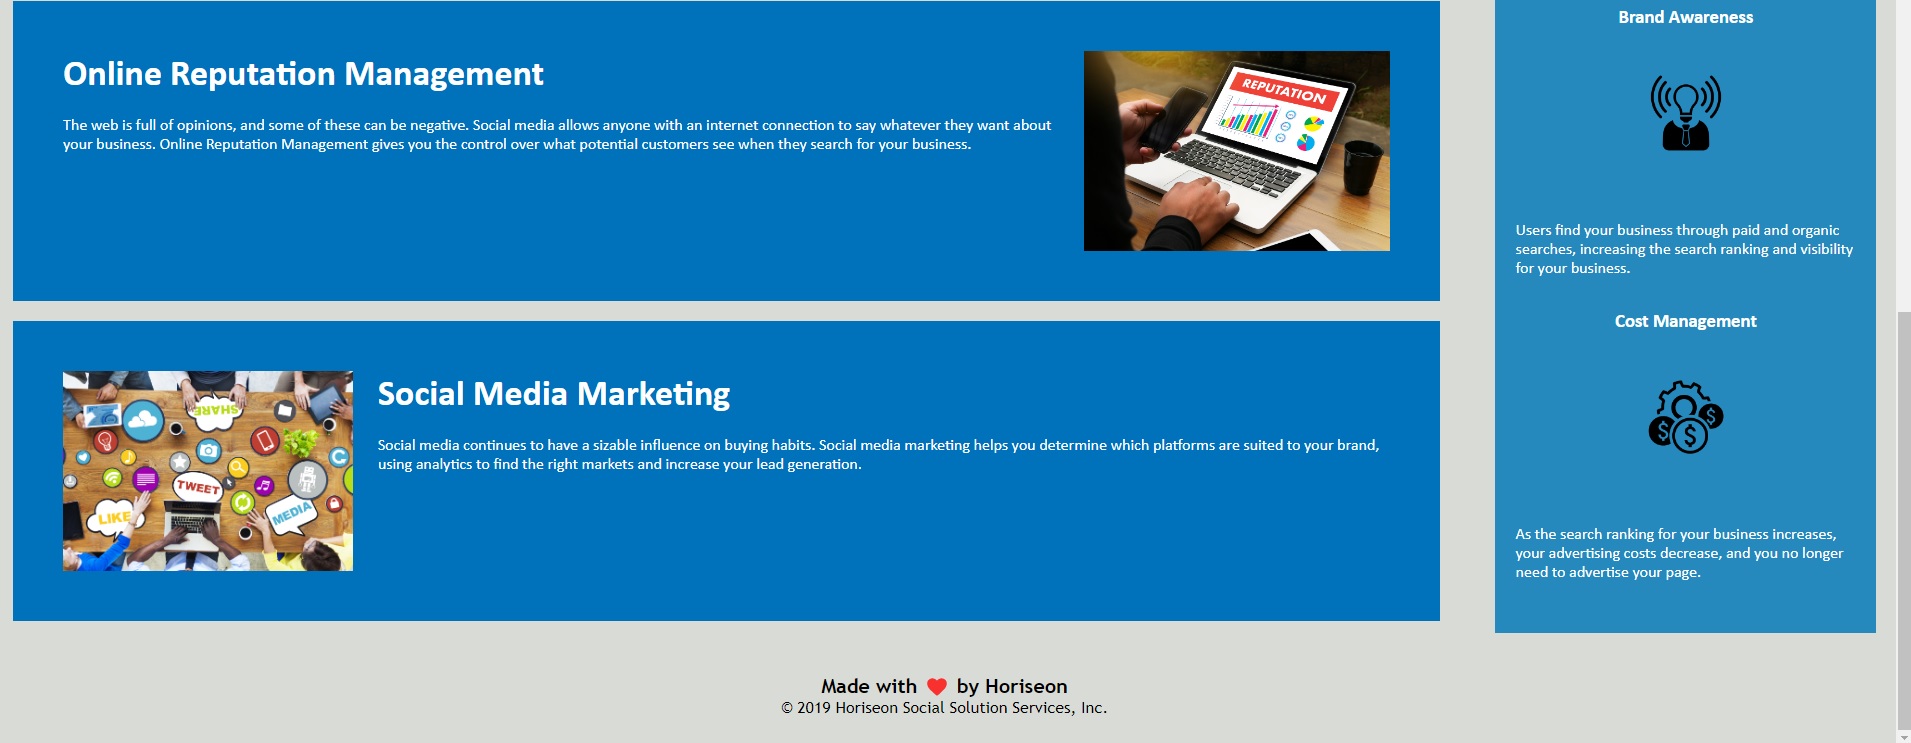 Online Reputation Management
The web is full of opinions, and some of these can be negative. Social media allows anyone with an internet connection to say whatever they want about
your business. Online Reputation Management gives you the control over what potential customers see when they search for your business.
REPUTATION
Social Media Marketing
Social media continues to have a sizable influence on buying habits. Social media marketing helps you determine which platforms are suited to your brand,
using analytics to find the right markets and increase your lead generation.
SHARE
TWEET
LIKE
MEDIA
Brand Awareness
Users find your business through paid and organic
searches, increasing the search ranking and visibility
for your business.
Cost Management
$ $ $
As the search ranking for your business increases,
your advertising costs decrease, and you no longer
need to advertise your page.
Made with ❤ by Horiseon
© 2019 Horiseon Social Solution Services, Inc.